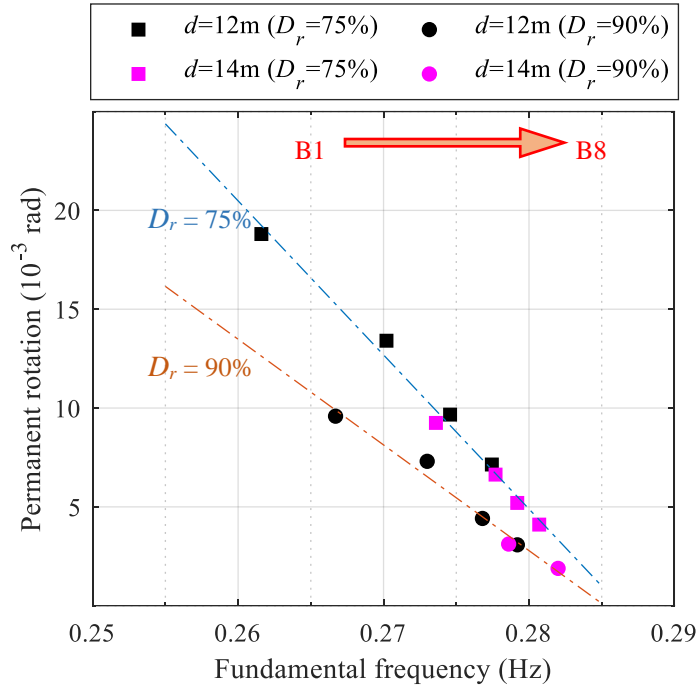 d=12m (Dr=75%) d=12m (Dr=90%)
d=14m (Dr=75%) d=14m (Dr=90%)
B1 B8
Dr = 75%
Dr = 90%
Permanent rotation (10-3 rad)
20
15
10
5
0.25 0.26 0.27 0.28 0.29
Fundamental frequency (Hz)